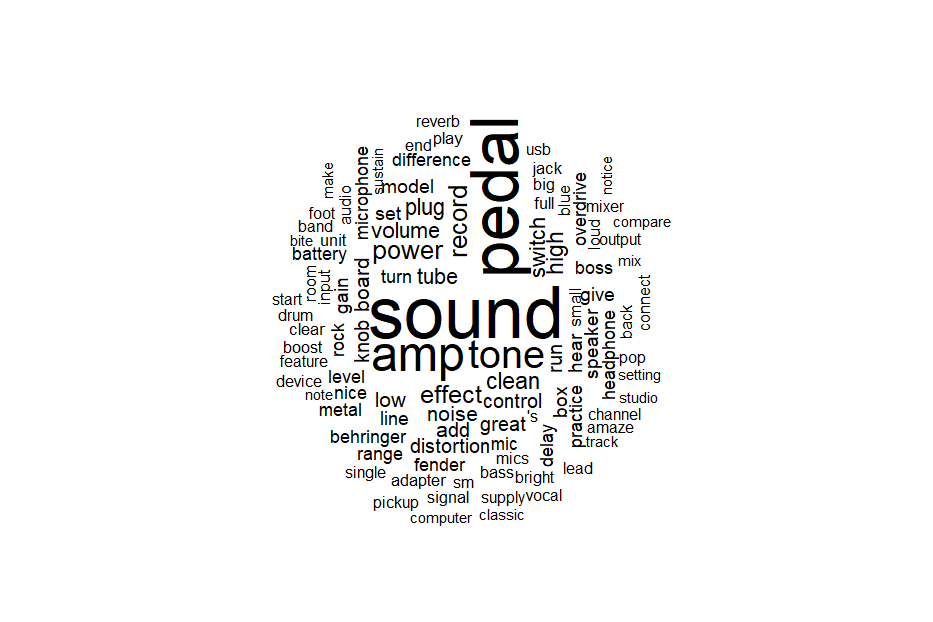 reverb
play
end
difference
pedal
usb
jack
big
full
blue
notice
make
audio
microphone
sustain
model
record
switch
high
overdrive
loud
mixer
compare
output
foot
band
bite
unit
battery
set
plug
volume
power
boss
mix
turn
tube
room
input
gain
board
start
drum
clear
sound
give
small
back
connect
rock
knob
amp
tone
run
hear
speaker
headphone
pop
setting
studio
boost
feature
device
note
nice
level
metal
low
line
effect
clean
control
noise
add
great
's
box
practice
channel
amaze
track
behringer
range
distortion
mic
delay
fender
mics
single
adapter
sm
bass
bright
lead
pickup
signal
supply
vocal
computer
classic